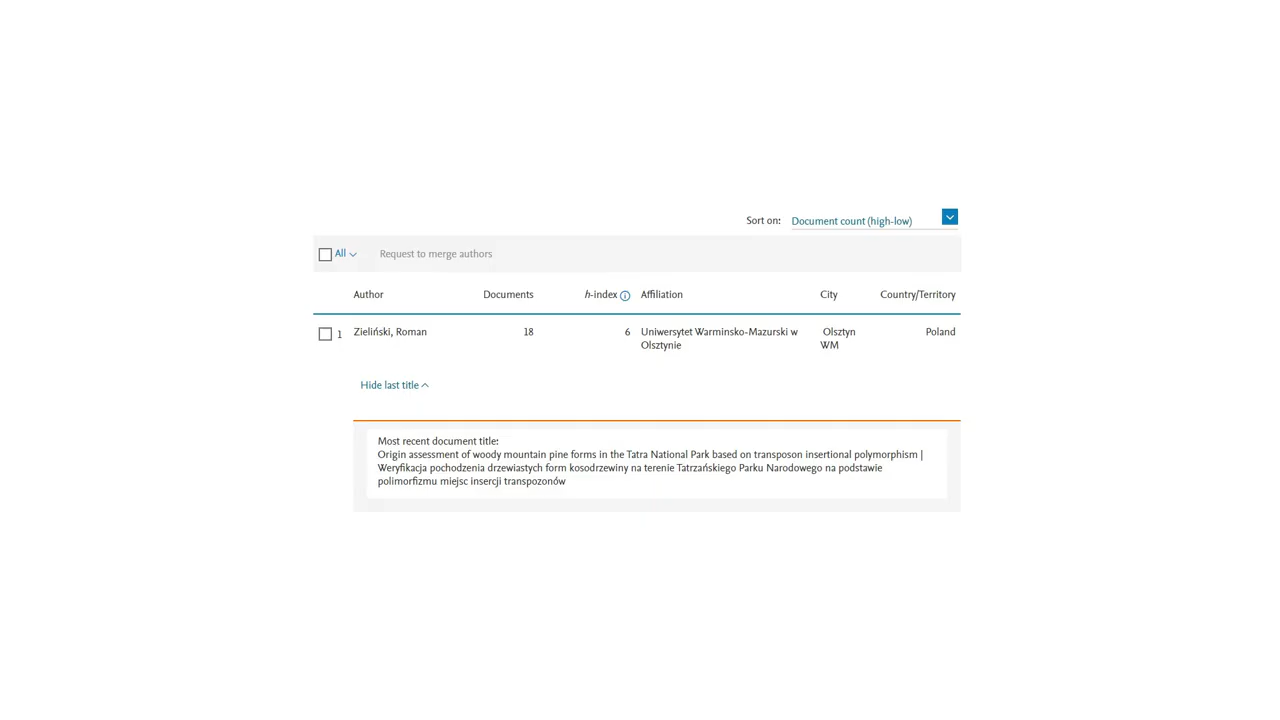 Sort on: Document count (high-low)
All Request to merge authors
Author Documents h-index Affiliation City Country/Territory
1 Zieliński, Roman 18 6 Uniwersytet Warminsko-Mazurski w Olsztyn Poland
Olsztynie WM
Hide last title
Most recent document title:
Origin assessment of woody mountain pine forms in the Tatra National Park based on transposon insertional polymorphism |
Weryfikacja pochodzenia drzewiastych form kosodrzewiny na terenie Tatrzańskiego Parku Narodowego na podstawie
polimorfizmu miejsc insercji transpozonów